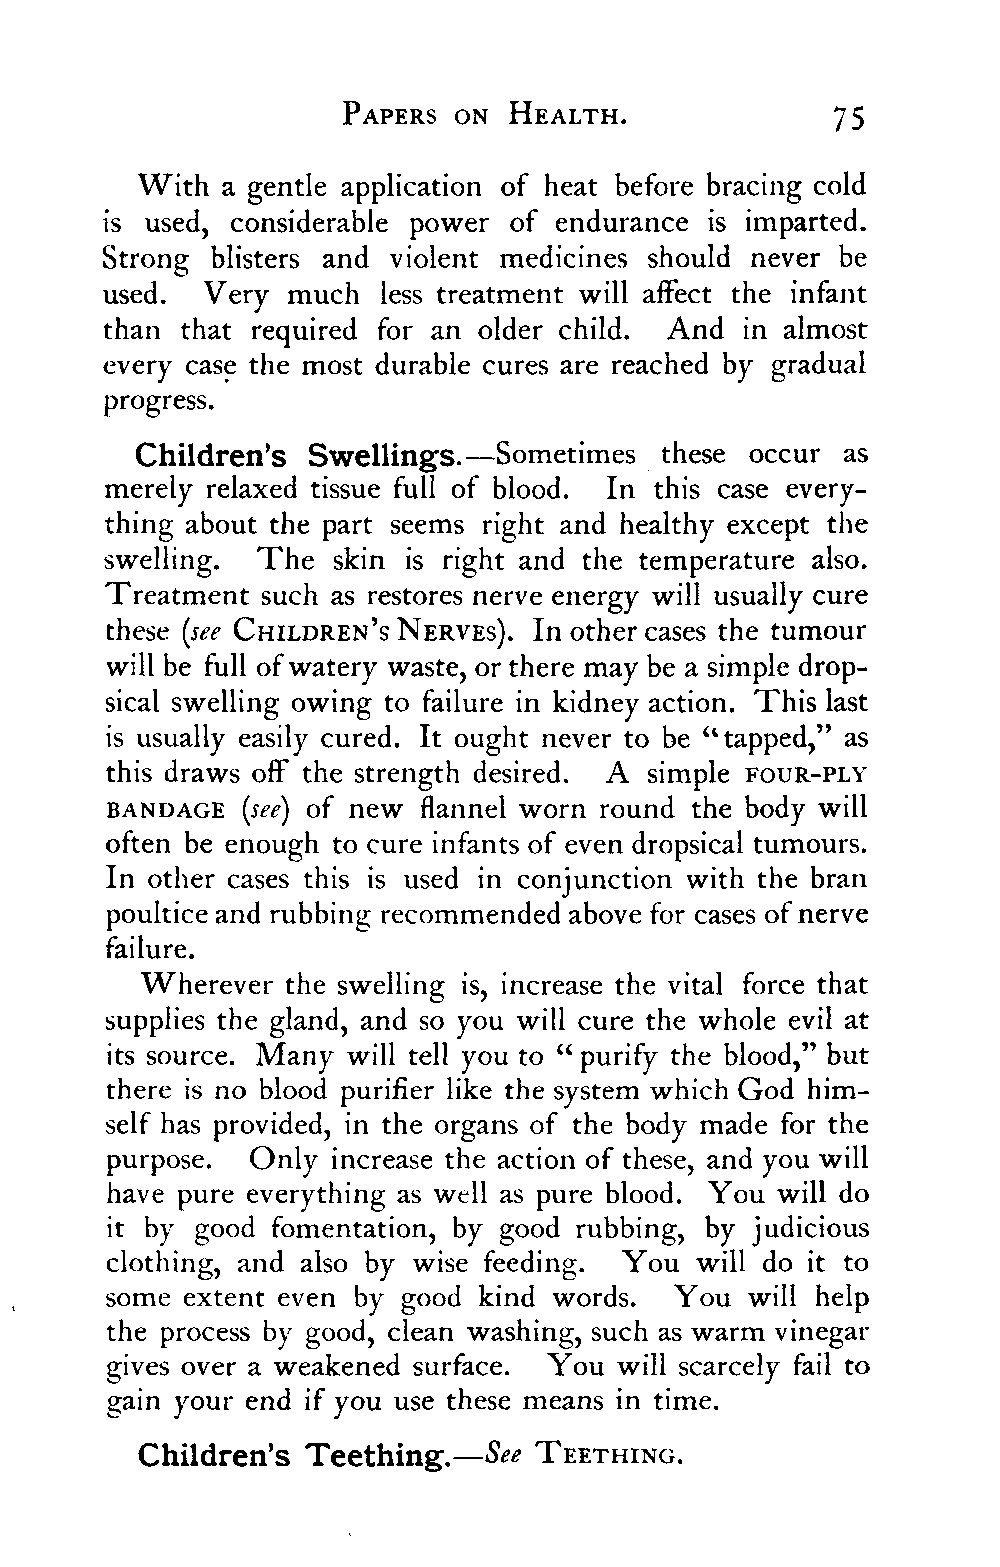 PAPERS ON HEALTH. 75
With a gentle application of heat before bracing cold
is used, considerable power of endurance is imparted.
Strong blisters and violent medicines should never be
used. Very much less treatment will affect the infant
than that required for an older child. And in almost
every case the most durable cures are reached by gradual
progress.
Children's Swellings.—Sometimes these occur as
merely relaxed tissue full of blood. In this case every-
thing about the part seems right and healthy except the
swelling. The skin is right and the temperature also.
Treatment such as restores nerve energy will usually cure
these (see CHILDREN'S NERVES). In other cases the tumour
will be full of watery waste, or there may be a simple drop-
sical swelling owing to failure in kidney action. This last
is usually easily cured. It ought never to be “tapped,” as
this draws off the strength desired. A simple FOUR-PLY
BANDAGE (see) of new flannel worn round the body will
often be enough to cure infants of even dropsical tumours.
In other cases this is used in conjunction with the bran
poultice and rubbing recommended above for cases of nerve
failure.
Wherever the swelling is, increase the vital force that
supplies the gland, and so you will cure the whole evil at
its source. Many will tell you to “purify the blood,” but
there is no blood purifier like the system which God him-
self has provided, in the organs of the body made for the
purpose. Only increase the action of these, and you will
have pure everything as well as pure blood. You will do
it by good fomentation, by good rubbing, by judicious
clothing, and also by wise feeding. You will do it to
some extent even by good kind words. You will help
the process by good, clean washing, such as warm vinegar
gives over a weakened surface. You will scarcely fail to
gain your end if you use these means in time.
Children's Teething.—See TEETHING.